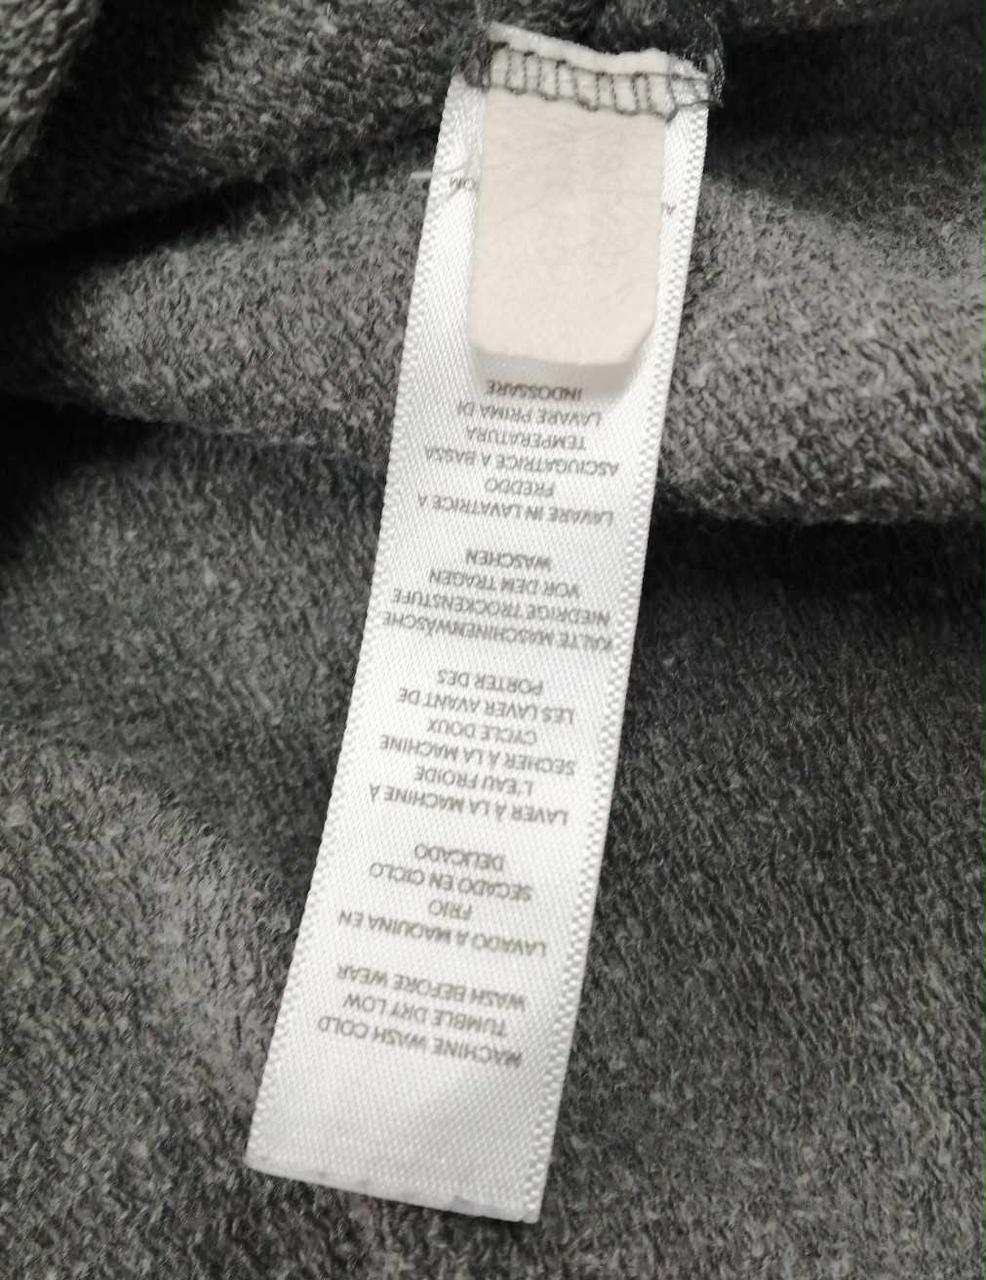 MACHINE WASH COLD
TUMBLE DRY LOW
WASH BEFORE WEAR
LAVADO A MAQUINA EN
FRIO
SECADO EN CICLO
DELICADO
LAVER À LA MACHINE À
L'EAU FROIDE
SECHER À LA MACHINE
CYCLE DOUX
LES LAVER AVANT DE
PORTER DES
KALTE MASCHINENWÄSCHE
NIEDRIGE TROCKENSTUFE
VOR DEM TRAGEN
WASCHEN
LAVARE IN LAVATRICE A
FREDDO
ASCIUGATRICE A BASSA
TEMPERATURA
LAVARE PRIMA DI
INDOSSARE